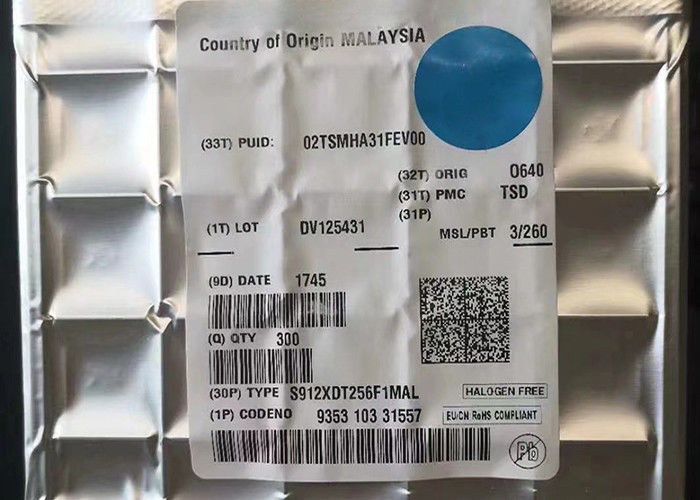 Country of Origin MALAYSIA
(33T) PUID: 02TSMHA31FEV00
(32T) ORIG 0640
(31T) PMC TSD
(31P)
(1T) LOT DV125431
MSL/PBT 3/260
(9D) DATE 1745
(Q) QTY 300
(30P) TYPE S912XDT256F1MAL
HALOGEN FREE
(1P) CODENO 9353 103 31557
EU/CN RoHS COMPLIANT
Pb